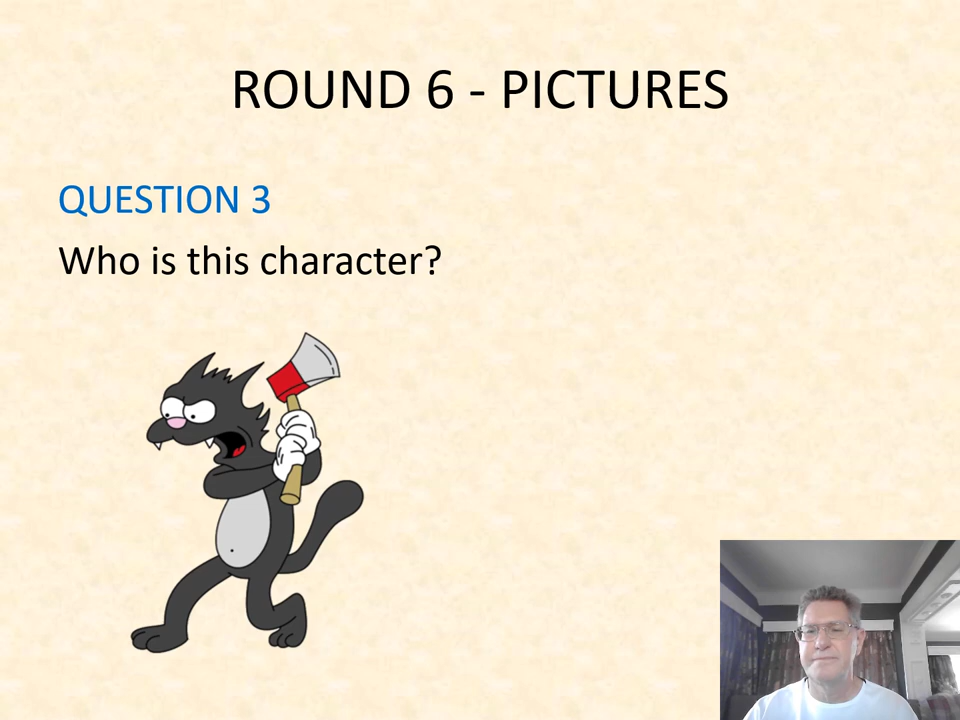 ROUND 6 - PICTURES
QUESTION 3
Who is this character?